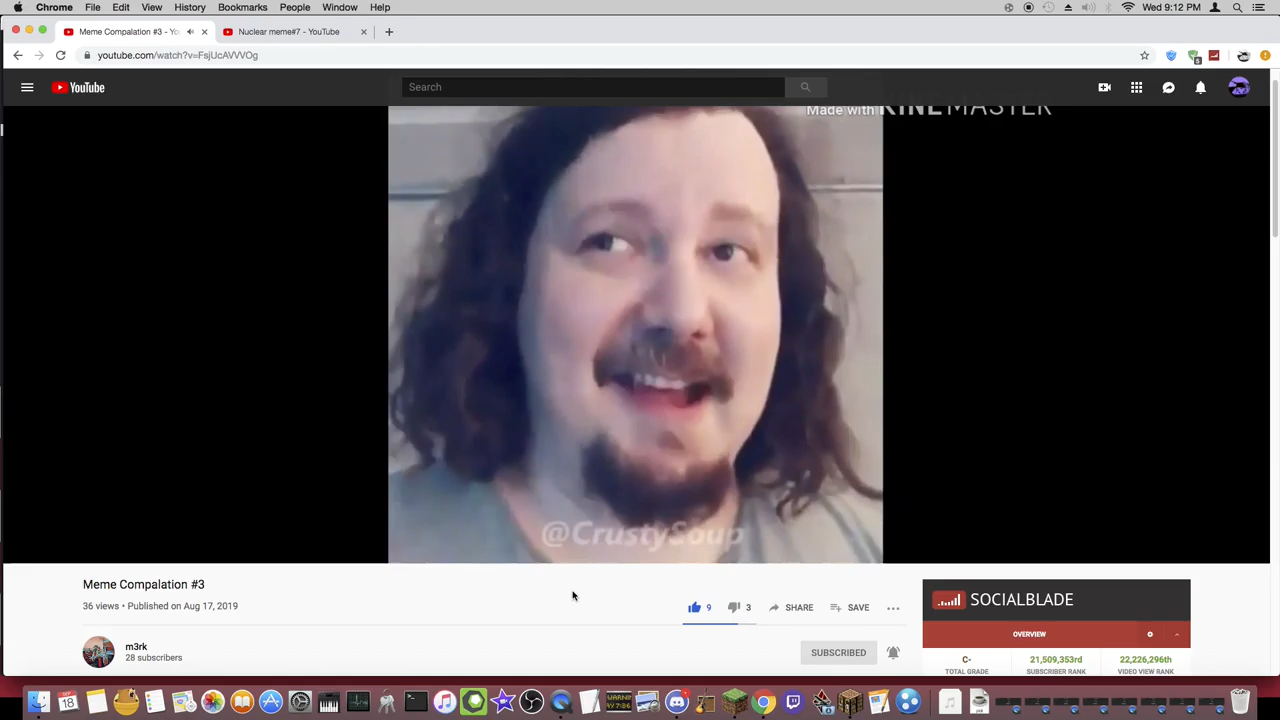 Chrome File Edit View History Bookmarks People Window Help Wed 9:12 PM
Meme Compalation #3 - Yo Nuclear meme#7 - YouTube
youtube.com/watch?v=FsjUcAVVVOg
YouTube Search
Made with KINEMASTER
@CrustySoup
Meme Compalation #3
36 views • Published on Aug 17, 2019
9 3 SHARE SAVE
m3rk
28 subscribers
SUBSCRIBED
SOCIALBLADE
OVERVIEW
C- 21,509,353rd 22,226,296th
TOTAL GRADE SUBSCRIBER RANK VIDEO VIEW RANK
SEP
18